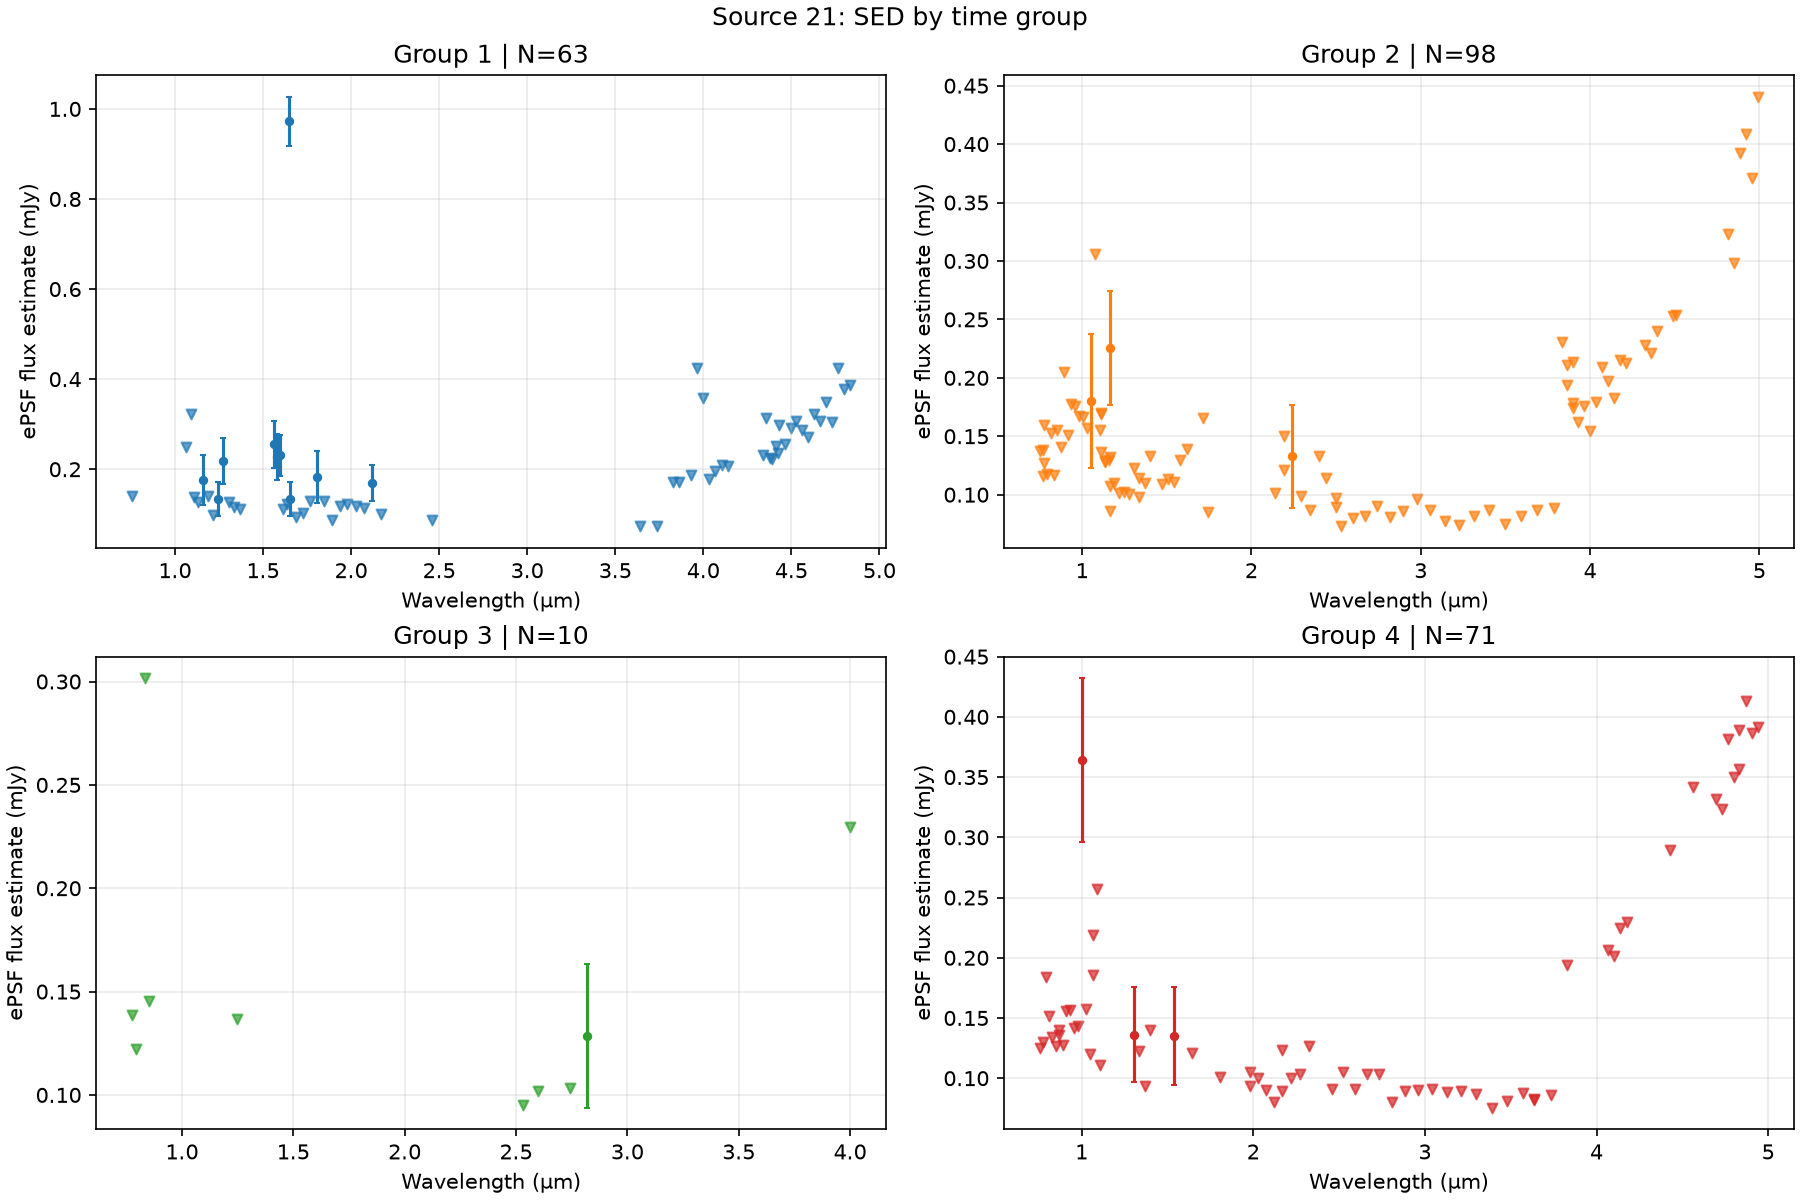 Source 21: SED by time group
Group 1 | N=63
ePSF flux estimate (mJy)
1.0
0.8
0.6
0.4
0.2
1.0 1.5 2.0 2.5 3.0 3.5 4.0 4.5 5.0
Wavelength (µm)
Group 2 | N=98
ePSF flux estimate (mJy)
0.45
0.40
0.35
0.30
0.25
0.20
0.15
0.10
1 2 3 4 5
Wavelength (µm)
Group 3 | N=10
ePSF flux estimate (mJy)
0.30
0.25
0.20
0.15
0.10
1.0 1.5 2.0 2.5 3.0 3.5 4.0
Wavelength (µm)
Group 4 | N=71
ePSF flux estimate (mJy)
0.45
0.40
0.35
0.30
0.25
0.20
0.15
0.10
1 2 3 4 5
Wavelength (µm)